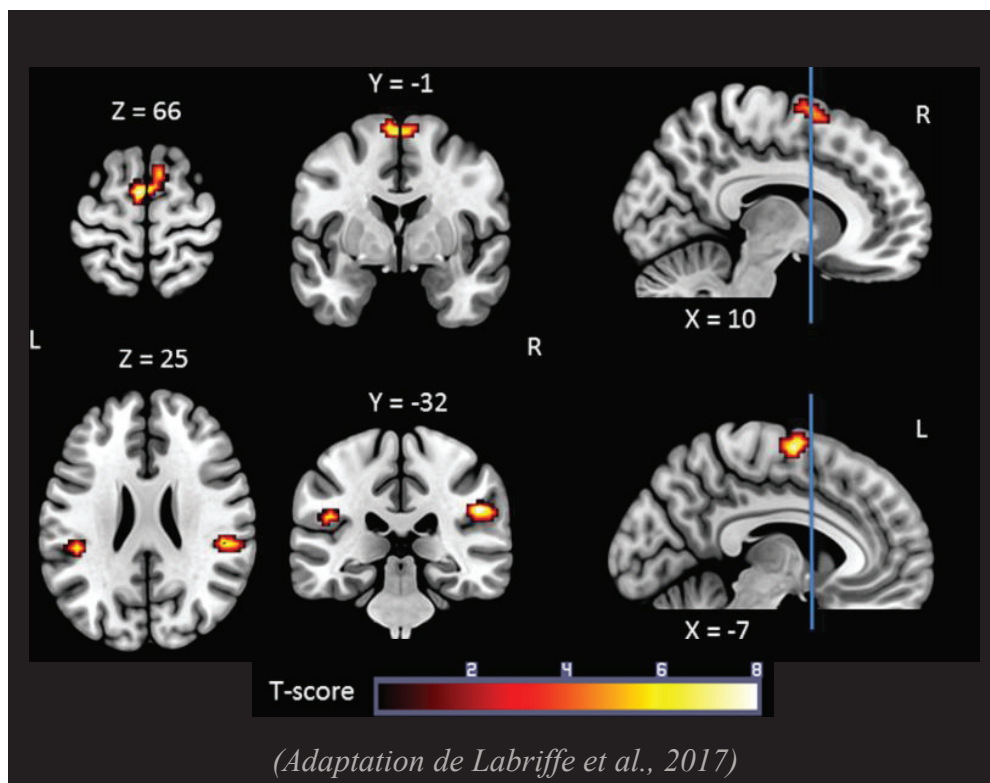 Y = -1
Z = 66
R
X = 10
L
R
Z = 25
Y = -32
L
X = -7
2 4 6 8
T-score
(Adaptation de Labriffe et al., 2017)